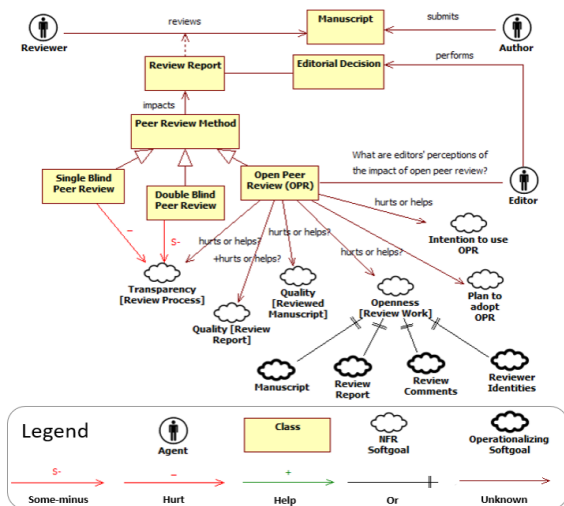 reviews
Manuscript
submits
Reviewer
Author
Review Report
Editorial Decision
performs
impacts
Peer Review Method
What are editors' perceptions of
the impact of open peer review?
Single Blind
Peer Review
Double Blind
Peer Review
Open Peer
Review (OPR)
Editor
hurts or helps
–
S-
hurts or helps?
hurts or helps?
hurts or helps?
+hurts or helps?
Intention to use
OPR
Transparency
[Review Process]
Quality
[Reviewed
Manuscript]
Openness
[Review Work]
Plan to
adopt
OPR
Quality [Review
Report]
Manuscript
Review
Report
Review
Comments
Reviewer
Identities
Legend
Agent
Class
NFR
Softgoal
Operationalizing
Softgoal
S-
–
+
Some-minus
Hurt
Help
Or
Unknown